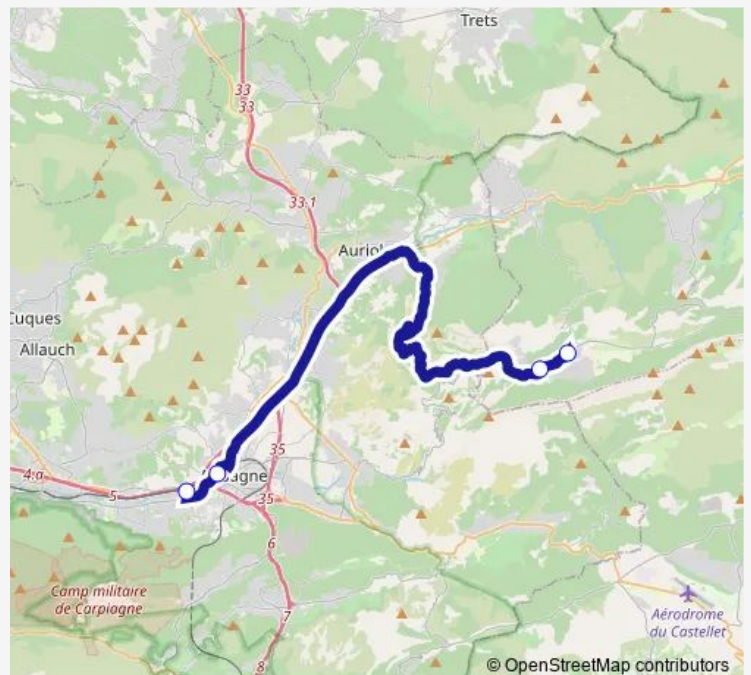 Trets
33
33
33.1
Auriol
Cuques
Allauch
4.a
5
35
35
6
7
8
Camp militaire
de Carpiagne
Aérodrome
du Castellet
© OpenStreetMap contributors